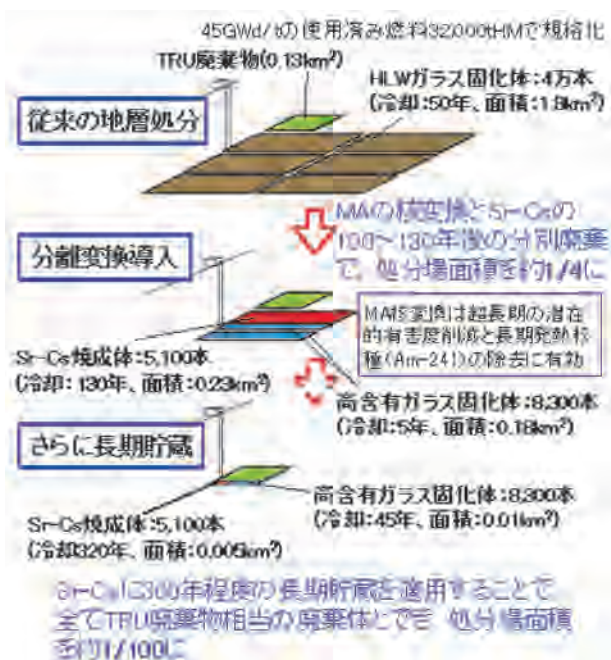 45GWd/tの使用済み燃料32,000tHMで規格化
TRU廃棄物(0.13km²)
HLWガラス固化体：4万本
(冷却：50年、面積：1.8km²)
従来の地層処分
MAの核変換とSr-Csの
100～130年後の分別廃棄
で、処分場面積を約1/4に
分離変換導入
MA核変換は超長期の潜在
的有害度削減と長期発熱核
種(Am-241)の除去に有効
Sr-Cs焼成体：5,100本
(冷却：130年、面積：0.23km²)
高含有ガラス固化体：8,300本
(冷却：5年、面積：0.18km²)
さらに長期貯蔵
高含有ガラス固化体：8,300本
(冷却：45年、面積：0.01km²)
Sr-Cs焼成体：5,100本
(冷却320年、面積：0.005km²)
Sr-Csに300年程度の長期貯蔵を適用することで
全てTRU廃棄物相当の廃棄体とでき 処分場面積
を約1/100に